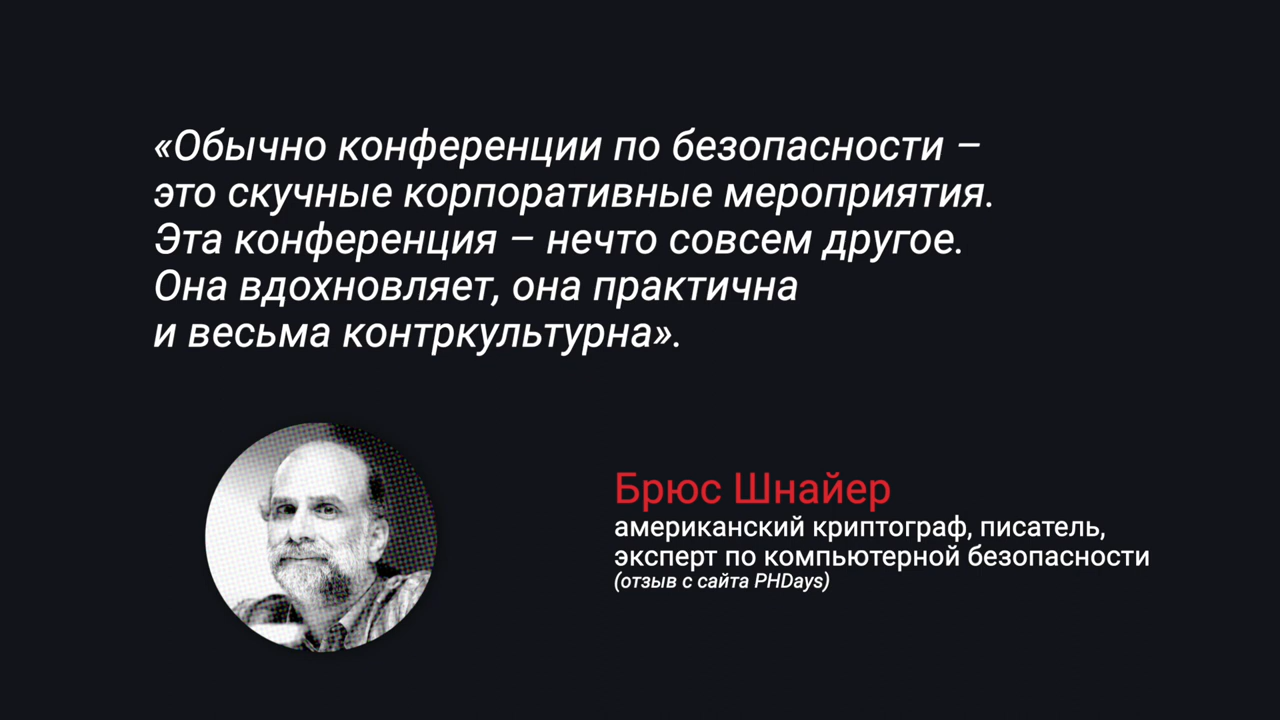 «Обычно конференции по безопасности –
это скучные корпоративные мероприятия.
Эта конференция – нечто совсем другое.
Она вдохновляет, она практична
и весьма контркультурна».
Брюс Шнайер
американский криптограф, писатель,
эксперт по компьютерной безопасности
(отзыв с сайта PHDays)